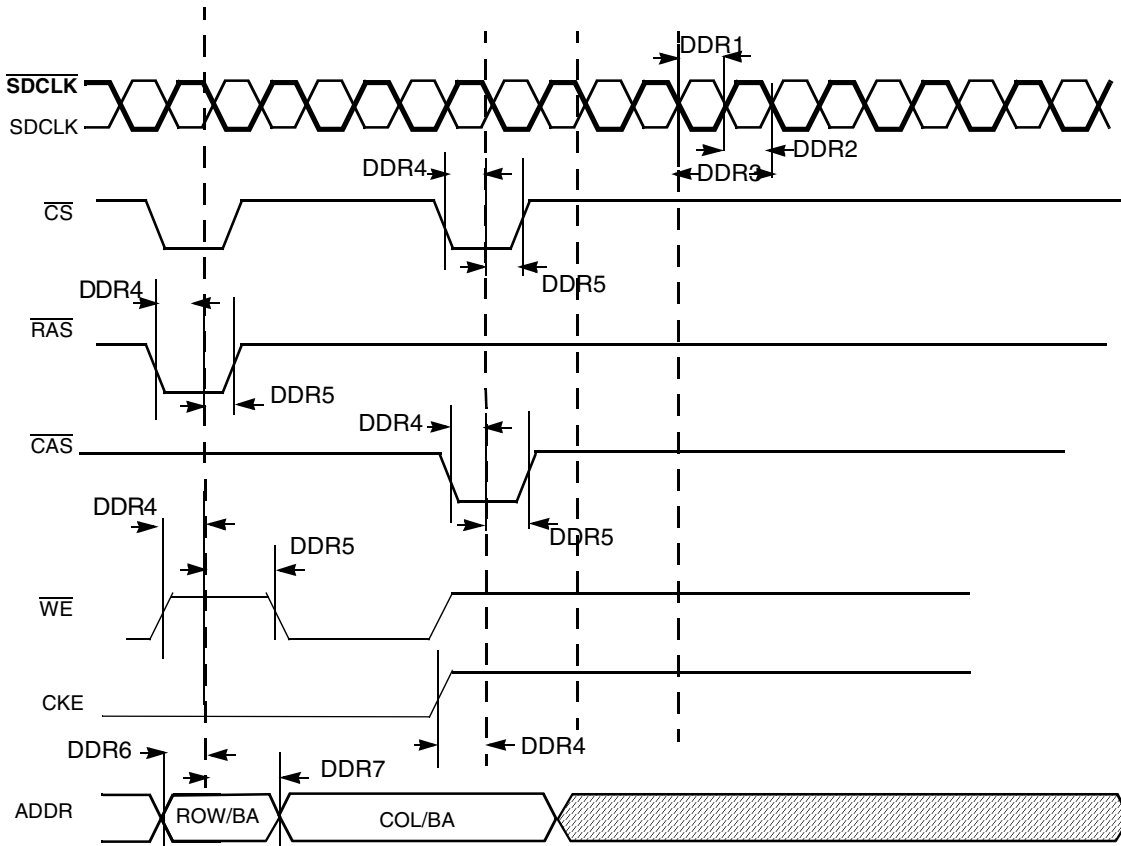 DDR1
SDCLK
SDCLK
DDR2
DDR4
DDR3
CS
DDR5
DDR4
RAS
DDR5
DDR4
CAS
DDR4
DDR5
DDR5
WE
CKE
DDR6
DDR4
DDR7
ADDR
ROW/BA
COL/BA